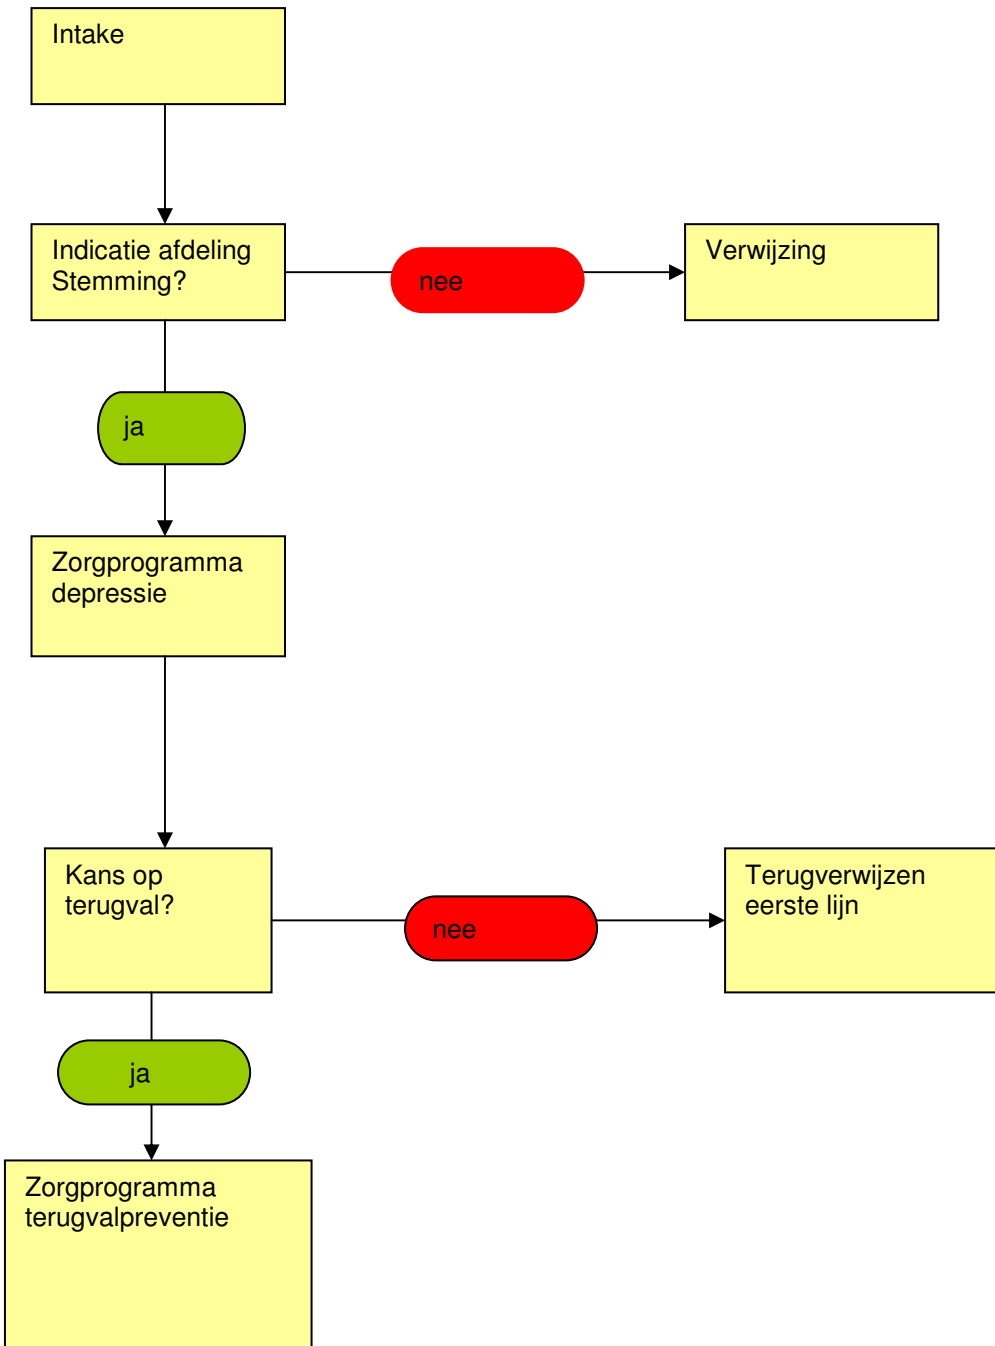 Intake
Indicatie afdeling
Stemming?
nee
Verwijzing
ja
Zorgprogramma
depressie
Kans op
terugval?
nee
Terugverwijzen
eerste lijn
ja
Zorgprogramma
terugvalpreventie